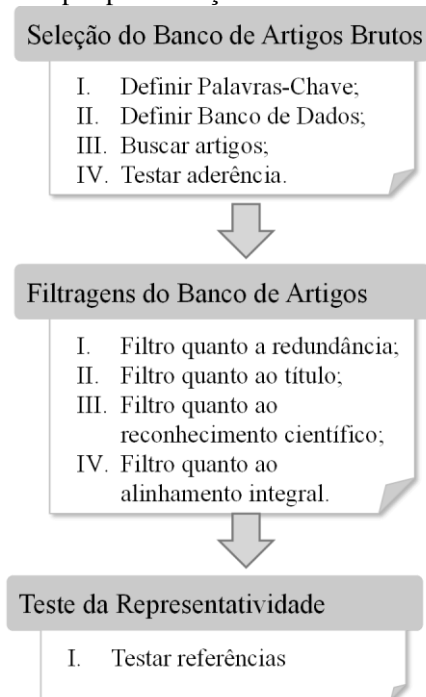 Seleção do Banco de Artigos Brutos
I. Definir Palavras-Chave;
II. Definir Banco de Dados;
III. Buscar artigos;
IV. Testar aderência.
Filtragens do Banco de Artigos
I. Filtro quanto a redundância;
II. Filtro quanto ao título;
III. Filtro quanto ao
reconhecimento científico;
IV. Filtro quanto ao
alinhamento integral.
Teste da Representatividade
I. Testar referências